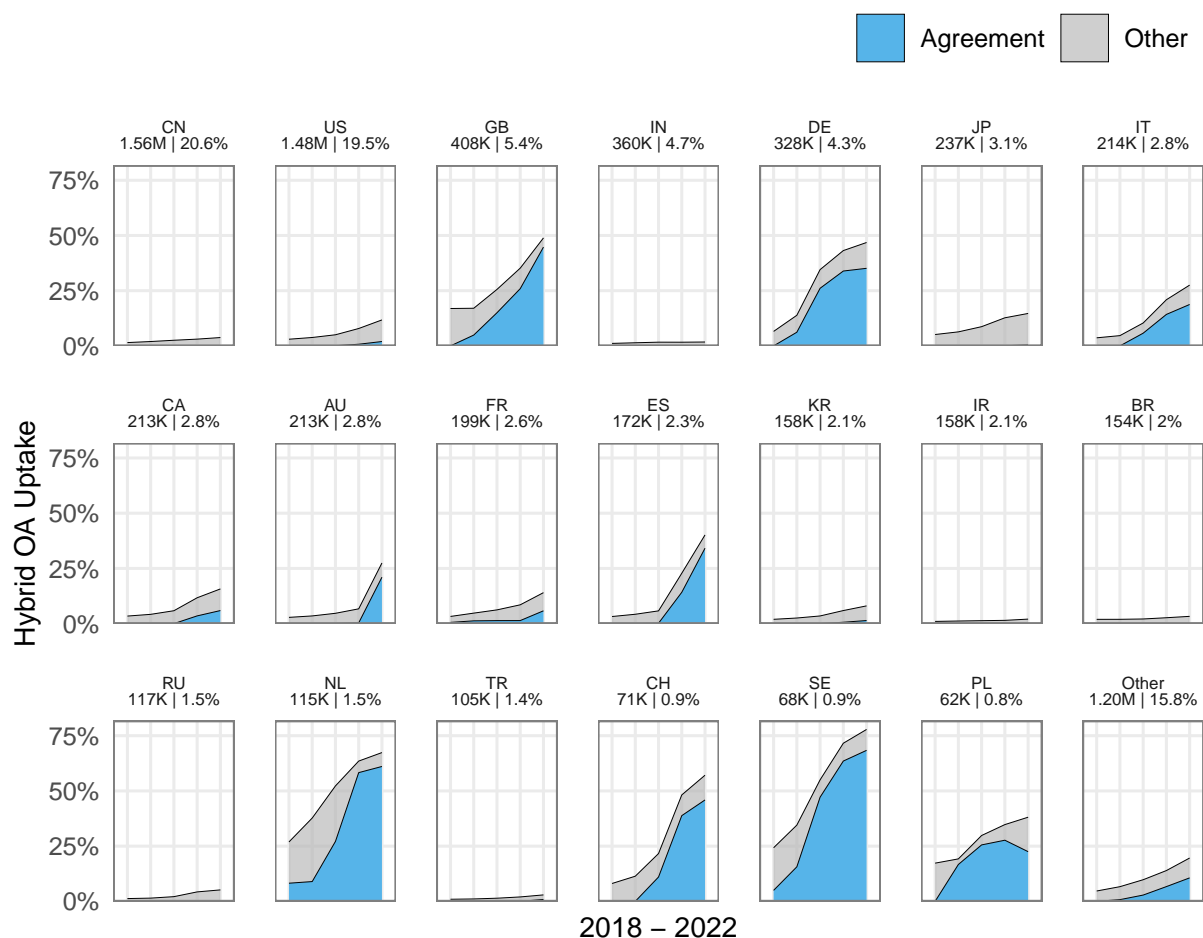 Agreement Other
CN US GB IN DE JP IT
1.56M | 20.6% 1.48M | 19.5% 408K | 5.4% 360K | 4.7% 328K | 4.3% 237K | 3.1% 214K | 2.8%
75%
50%
25%
0%
CA AU FR ES KR IR BR
213K | 2.8% 213K | 2.8% 199K | 2.6% 172K | 2.3% 158K | 2.1% 158K | 2.1% 154K | 2%
75%
50%
25%
0%
Hybrid OA Uptake
RU NL TR CH SE PL Other
117K | 1.5% 115K | 1.5% 105K | 1.4% 71K | 0.9% 68K | 0.9% 62K | 0.8% 1.20M | 15.8%
75%
50%
25%
0%
2018 – 2022